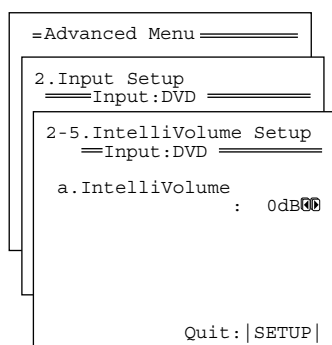 Advanced Menu
2.Input Setup
Input:DVD
2-5.IntelliVolume Setup
Input:DVD
a.IntelliVolume
: 0dB
Quit:|SETUP|